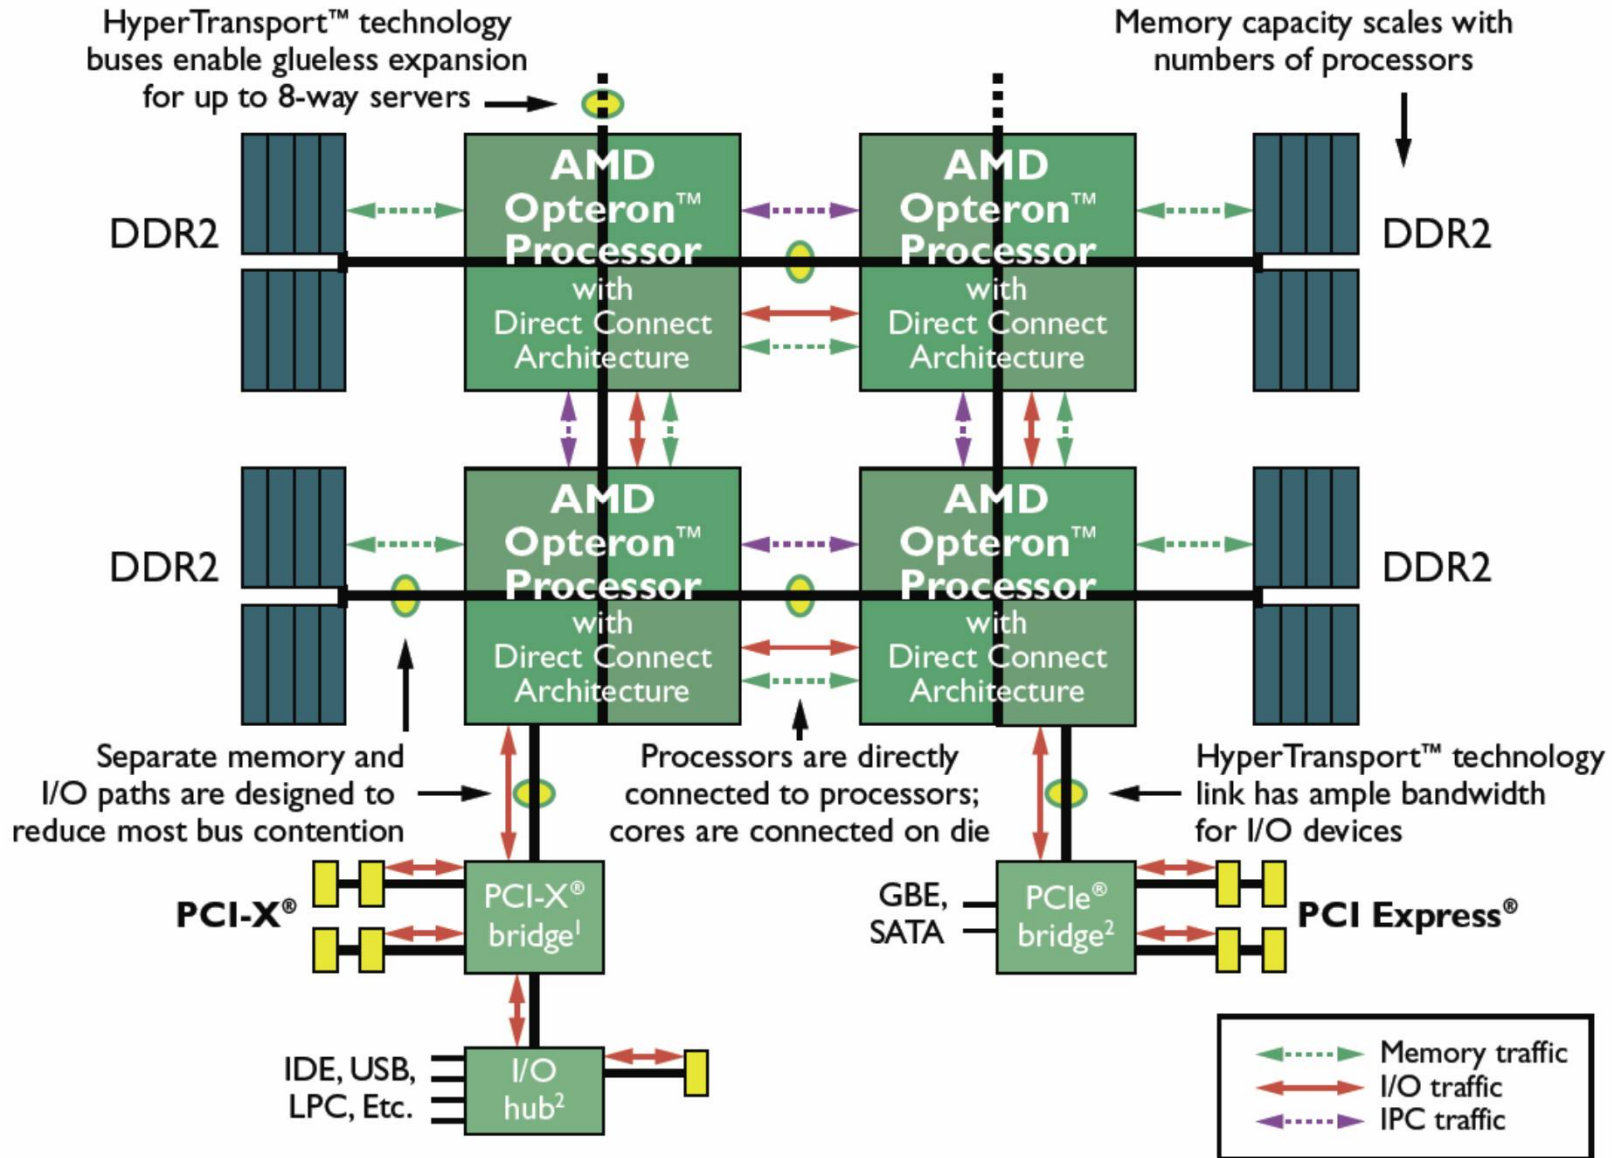 HyperTransport™ technology
buses enable glueless expansion
for up to 8-way servers
Memory capacity scales with
numbers of processors
DDR2
AMD
Opteron™
Processor
with
Direct Connect
Architecture
AMD
Opteron™
Processor
with
Direct Connect
Architecture
DDR2
DDR2
AMD
Opteron™
Processor
with
Direct Connect
Architecture
AMD
Opteron™
Processor
with
Direct Connect
Architecture
DDR2
Separate memory and
I/O paths are designed to
reduce most bus contention
Processors are directly
connected to processors;
cores are connected on die
HyperTransport™ technology
link has ample bandwidth
for I/O devices
PCI-X®
PCI-X®
bridge¹
GBE,
SATA
PCIe®
bridge²
PCI Express®
IDE, USB,
LPC, Etc.
I/O
hub²
Memory traffic
I/O traffic
IPC traffic